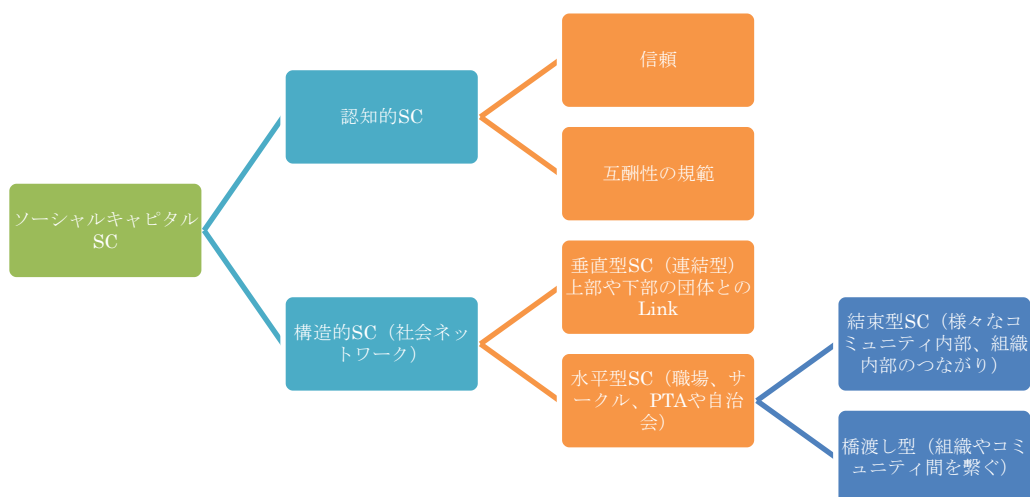 信頼
認知的SC
互酬性の規範
ソーシャルキャピタル
SC
垂直型SC（連結型）
上部や下部の団体との
Link
構造的SC（社会ネッ
トワーク）
水平型SC（職場、サ
ークル、PTAや自治
会）
結束型SC（様々なコ
ミュニティ内部、組織
内部のつながり）
橋渡し型（組織やコミ
ュニティ間を繋ぐ）